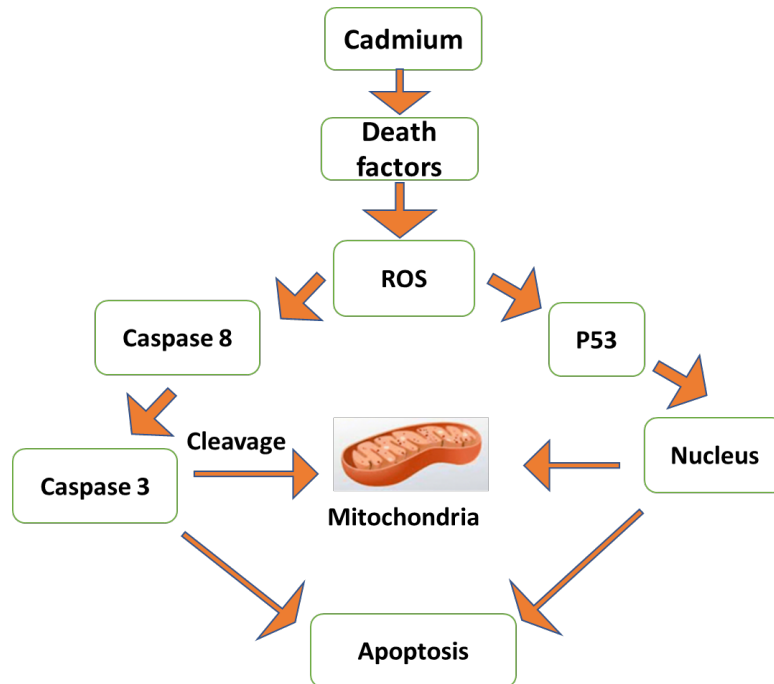 Cadmium
Death
factors
ROS
Caspase 8
P53
Cleavage
Nucleus
Caspase 3
Mitochondria
Apoptosis